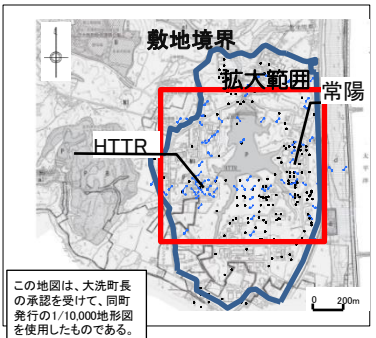 敷地境界
拡大範囲
常陽
HTTR
HTTR
この地図は、大洗町長
の承認を受けて、同町
発行の1/10,000地形図
を使用したものである。
0 200m